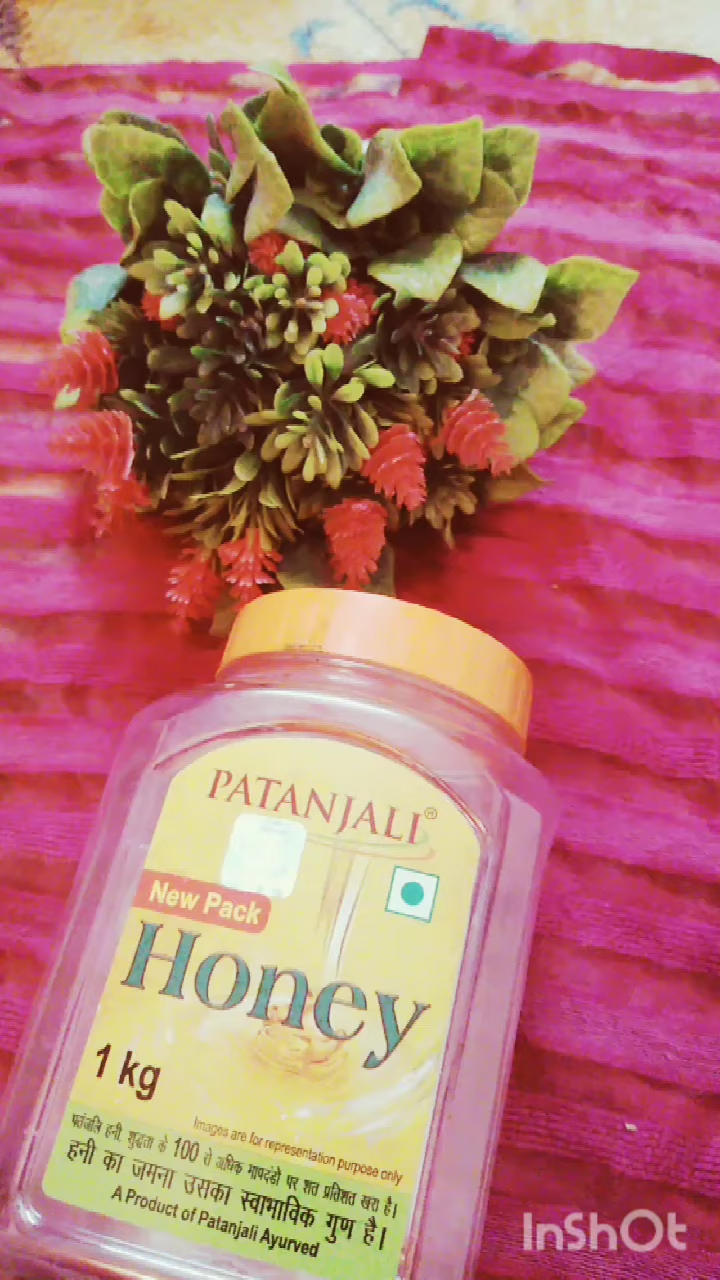 PATANJALI®
New Pack
Honey
1 kg
Images are for representation purpose only
पतंजलि हनी, शुद्धता के 100 से अधिक मापदंडों पर शत प्रतिशत खरा है।
हनी का जमना उसका स्वाभाविक गुण है।
A Product of Patanjali Ayurved
InShOt